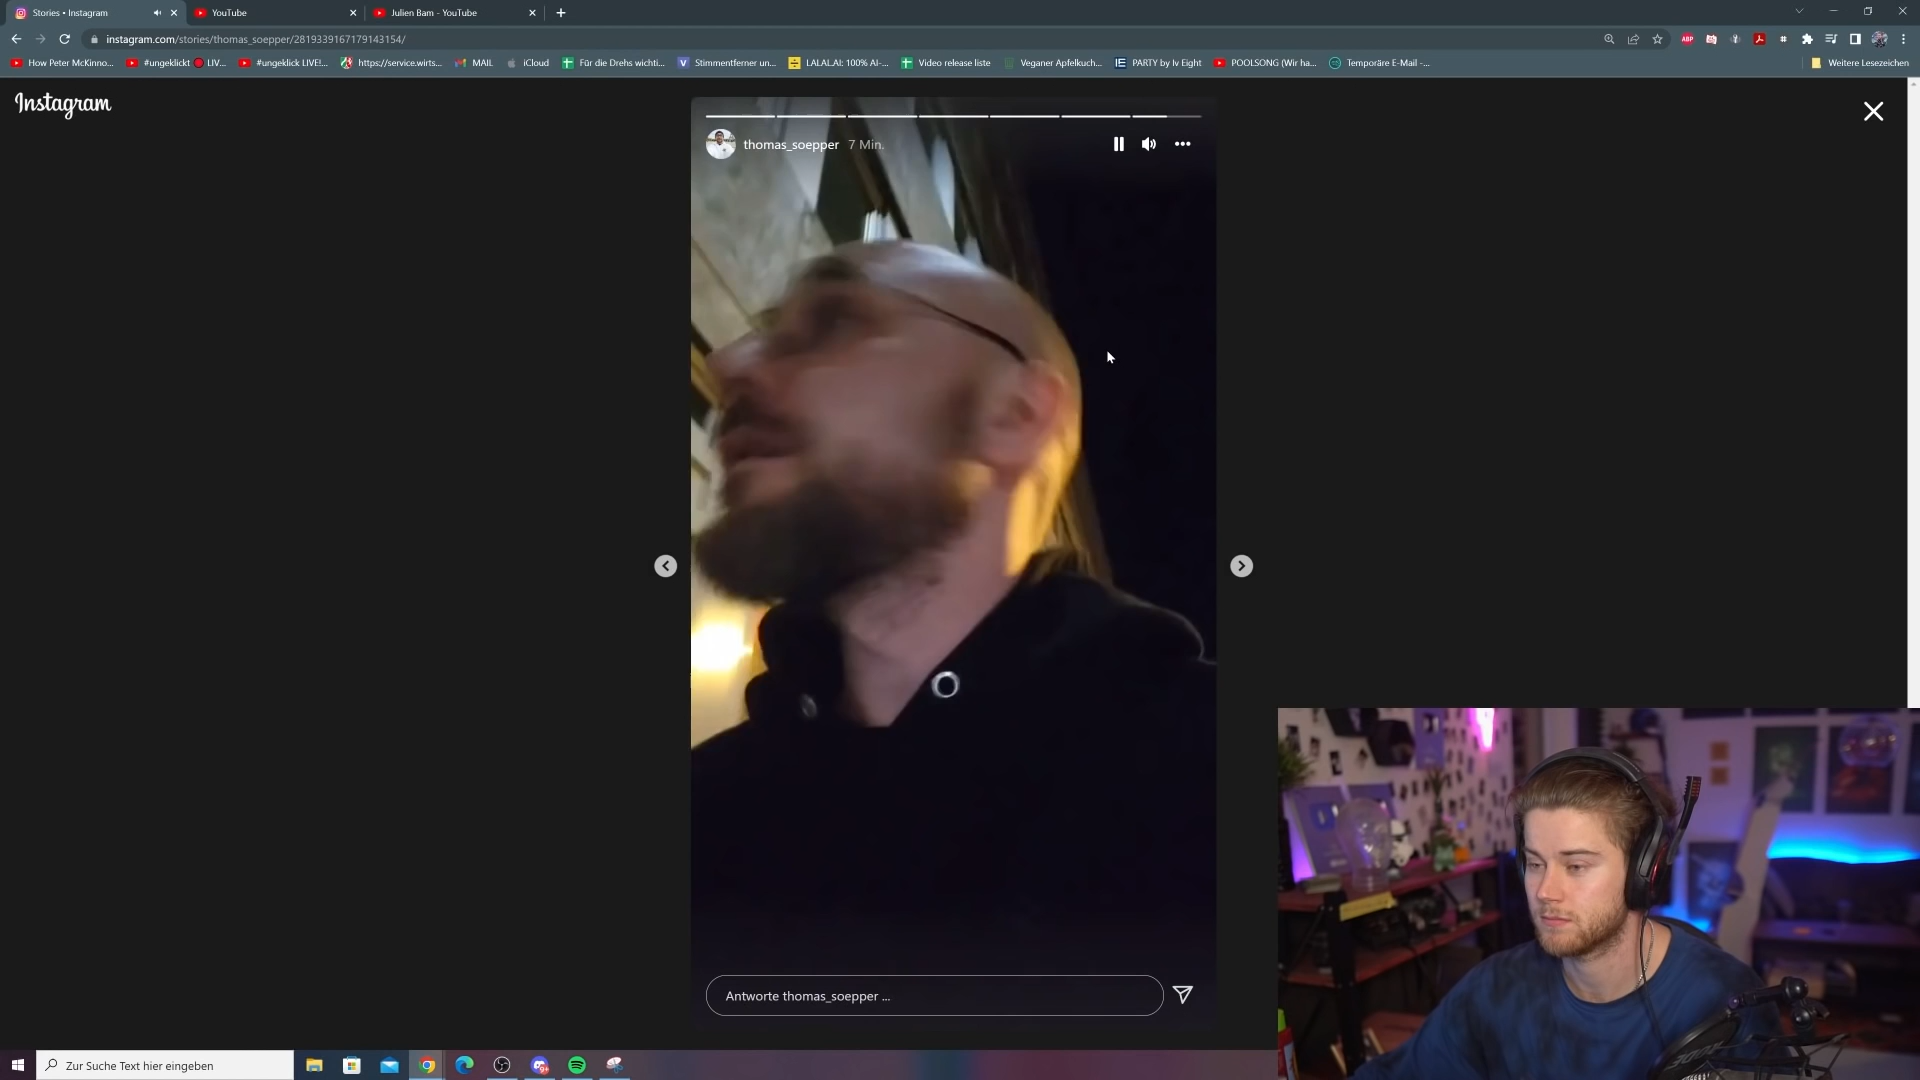 Stories • Instagram
YouTube
Julien Bam - YouTube
instagram.com/stories/thomas_soepper/2819339167179143154/
How Peter McKinno...
#ungeklickt 🔴 LIV...
#ungeklick LIVE!...
https://service.wirts...
MAIL
iCloud
Für die Drehs wichti...
Stimmentferner un...
LALAL.AI: 100% AI-...
Video release liste
Veganer Apfelkuch...
PARTY by Iv Eight
POOLSONG (Wir ha...
Temporäre E-Mail -...
Weitere Lesezeichen
Instagram
thomas_soepper 7 Min.
Antworte thomas_soepper ...
Zur Suche Text hier eingeben